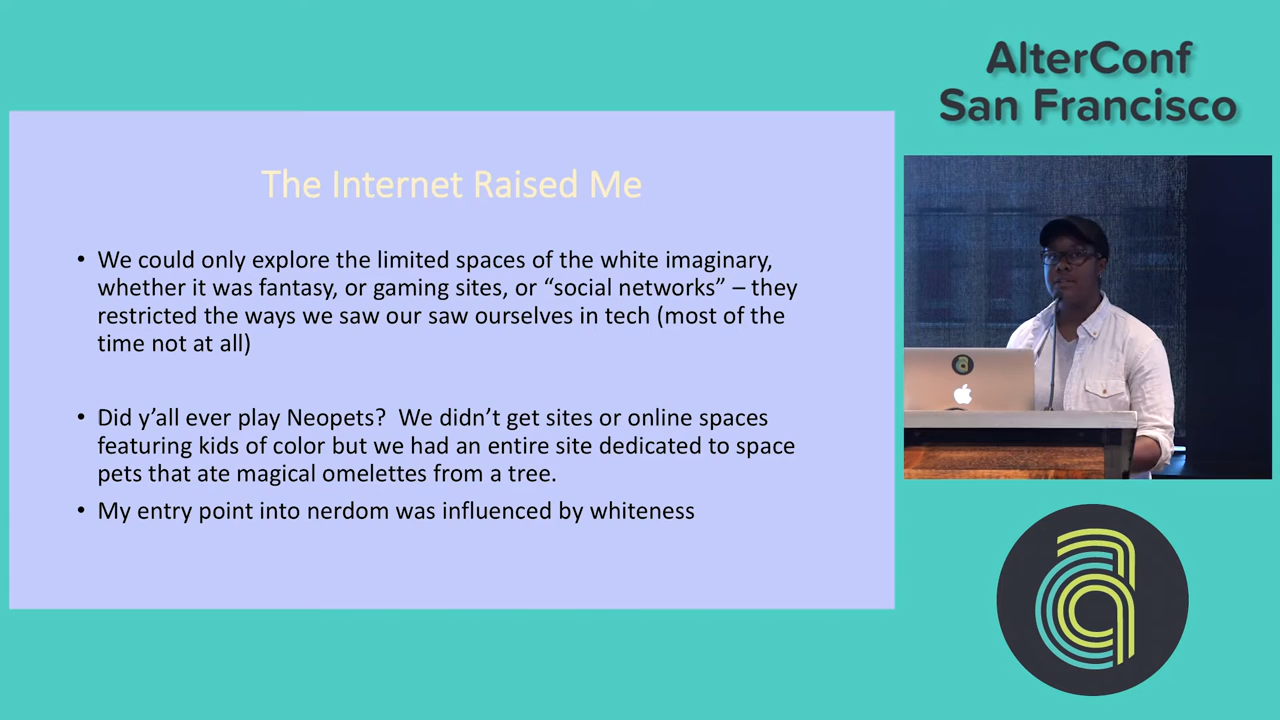 AlterConf
San Francisco
The Internet Raised Me
• We could only explore the limited spaces of the white imaginary,
whether it was fantasy, or gaming sites, or “social networks” – they
restricted the ways we saw our saw ourselves in tech (most of the
time not at all)
• Did y’all ever play Neopets?  We didn’t get sites or online spaces
featuring kids of color but we had an entire site dedicated to space
pets that ate magical omelettes from a tree.
• My entry point into nerdom was influenced by whiteness